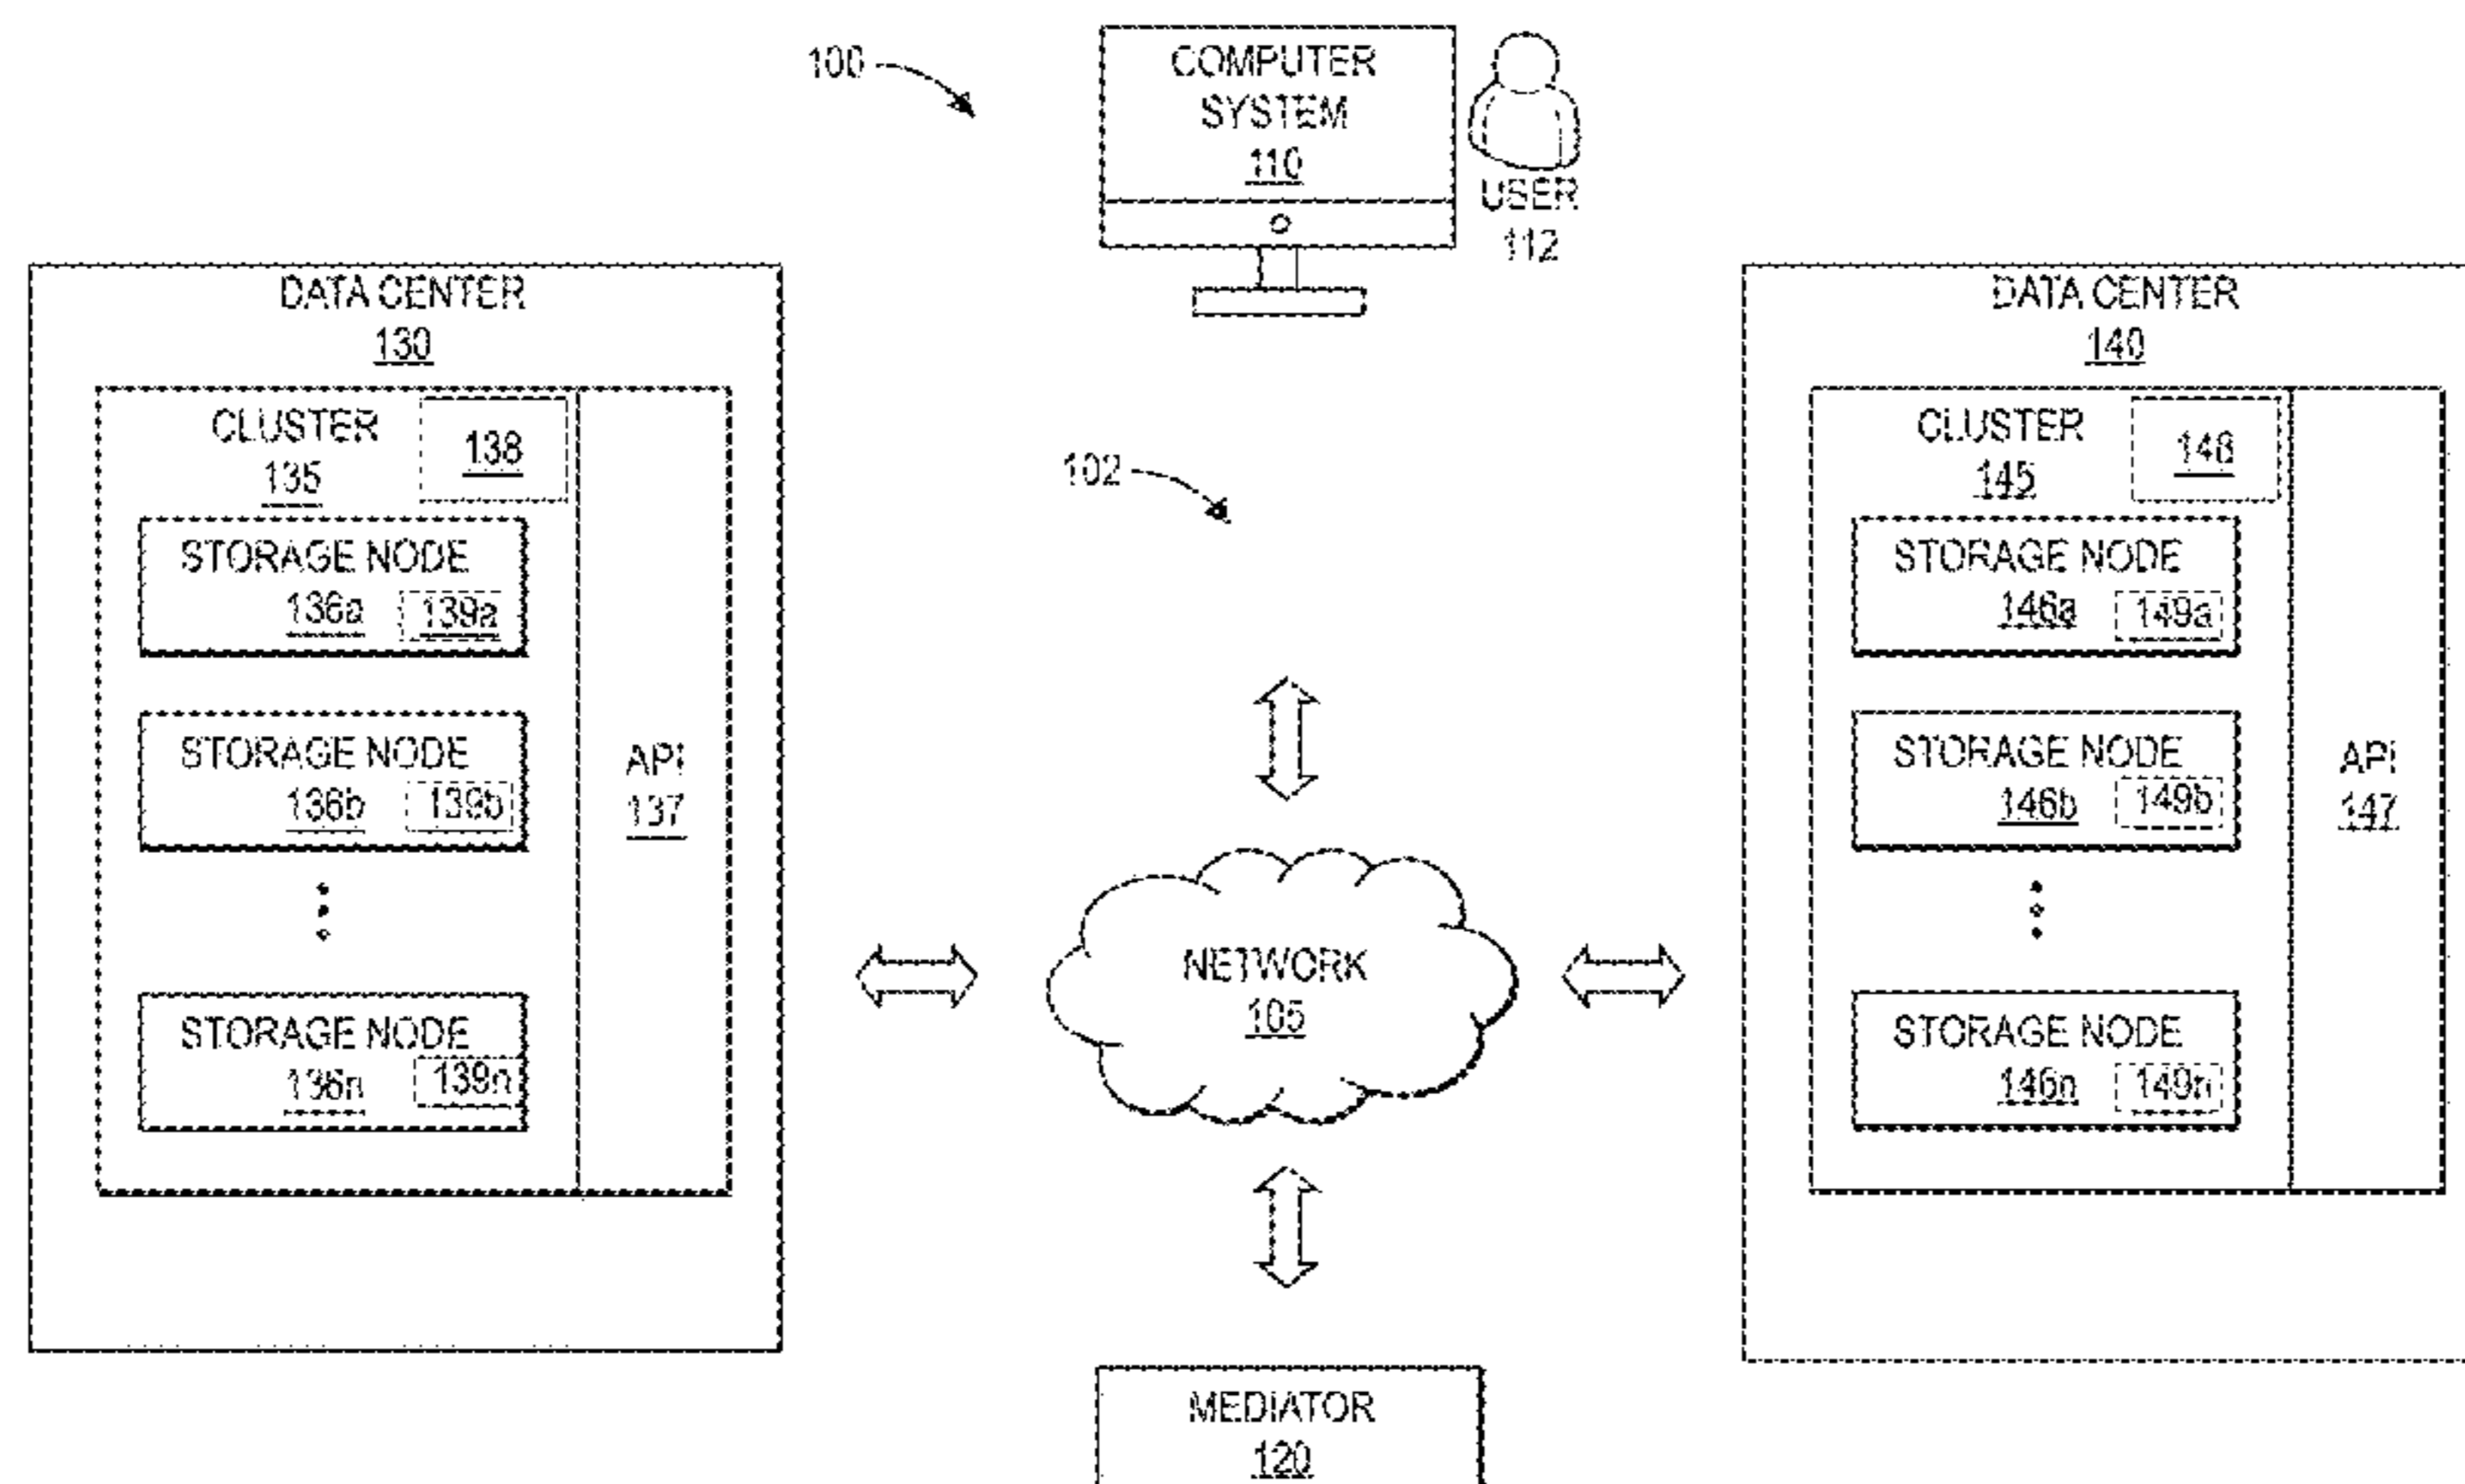 100
COMPUTER
SYSTEM
110
USER
112
DATA CENTER
130
CLUSTER
135
138
STORAGE NODE
136a
139a
STORAGE NODE
136b
139b
STORAGE NODE
136n
139n
API
137
102
NETWORK
105
MEDIATOR
120
DATA CENTER
140
CLUSTER
145
148
STORAGE NODE
146a
149a
STORAGE NODE
146b
149b
STORAGE NODE
146n
149n
API
147